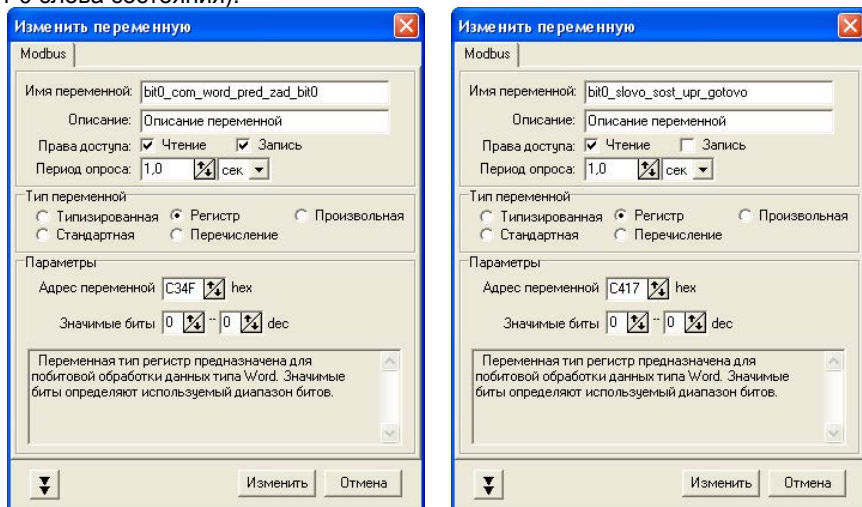 Изменить переменную
Modbus
Имя переменной: bit0_com_word_pred_zad_bit0
Описание: Описание переменной
Права доступа: Чтение Запись
Период опроса: 1,0 сек
Тип переменной
Типизированная Регистр Произвольная
Стандартная Перечисление
Параметры
Адрес переменной C34F hex
Значимые биты 0 -- 0 dec
Переменная тип регистр предназначена для
побитовой обработки данных типа Word. Значимые
биты определяют используемый диапазон битов.
Изменить Отмена
Изменить переменную
Modbus
Имя переменной: bit0_slovo_sost_upr_gotovo
Описание: Описание переменной
Права доступа: Чтение Запись
Период опроса: 1,0 сек
Тип переменной
Типизированная Регистр Произвольная
Стандартная Перечисление
Параметры
Адрес переменной C417 hex
Значимые биты 0 -- 0 dec
Переменная тип регистр предназначена для
побитовой обработки данных типа Word. Значимые
биты определяют используемый диапазон битов.
Изменить Отмена